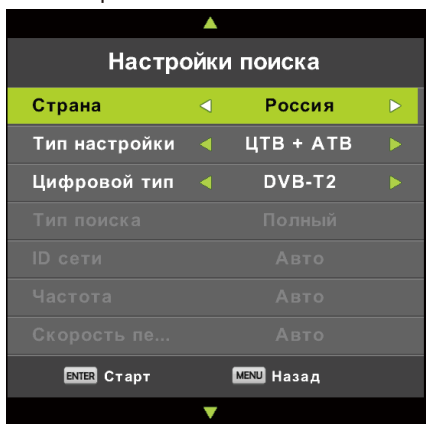 Настройки поиска
Страна Россия
Тип настройки ЦТВ + АТВ
Цифровой тип DVB-T2
Тип поиска Полный
ID сети Авто
Частота Авто
Скорость пе... Авто
ENTER Старт MENU Назад